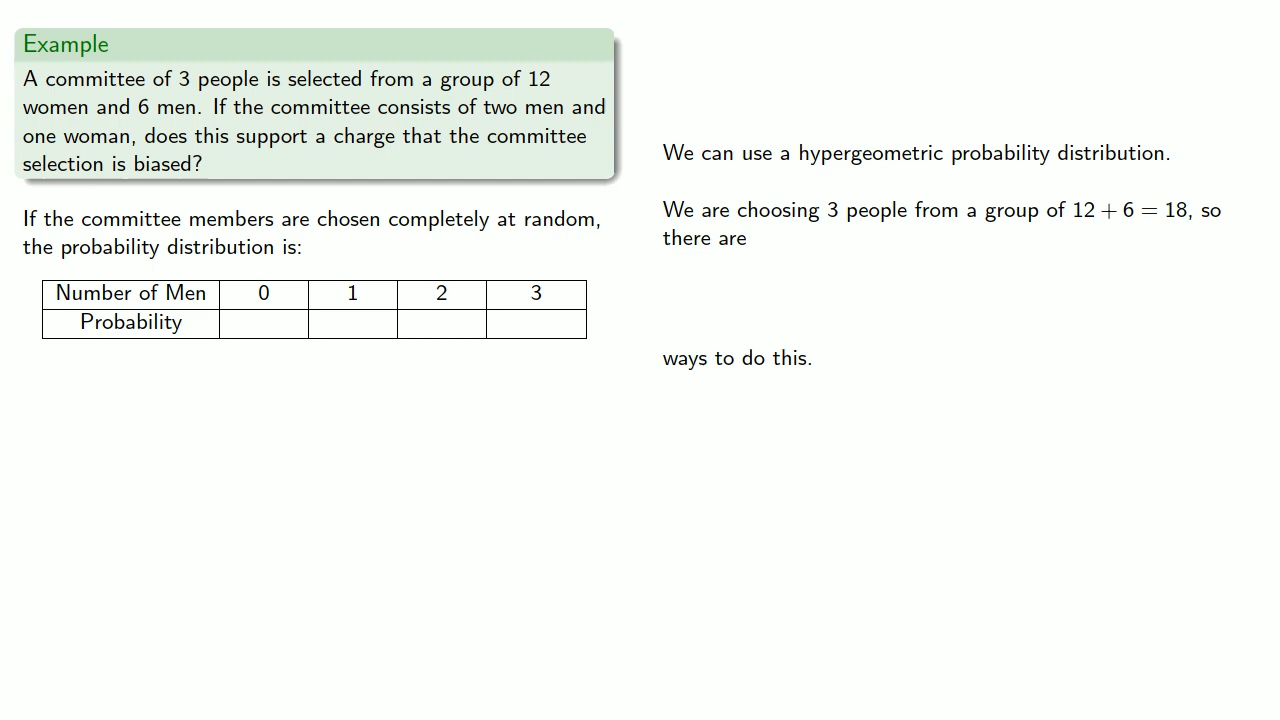 Example
A committee of 3 people is selected from a group of 12
women and 6 men. If the committee consists of two men and
one woman, does this support a charge that the committee
selection is biased?
If the committee members are chosen completely at random,
the probability distribution is:
Number of Men 0 1 2 3
Probability
We can use a hypergeometric probability distribution.
We are choosing 3 people from a group of 12 + 6 = 18, so
there are
ways to do this.